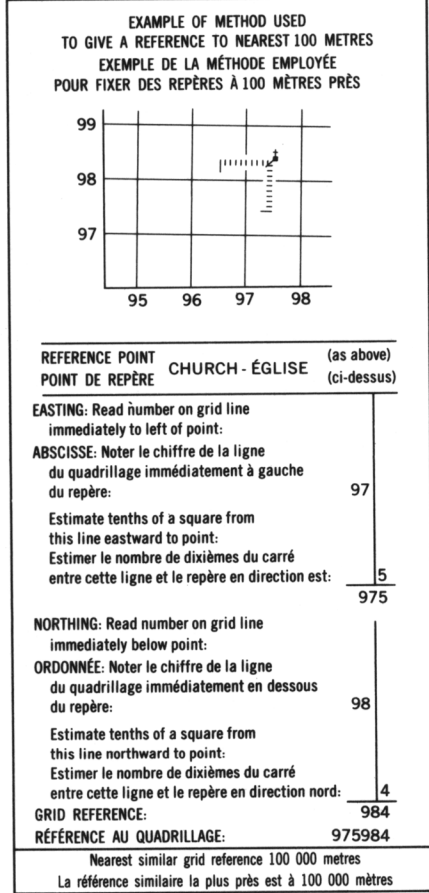 EXAMPLE OF METHOD USED
TO GIVE A REFERENCE TO NEAREST 100 METRES
EXEMPLE DE LA MÉTHODE EMPLOYÉE
POUR FIXER DES REPÈRES À 100 MÈTRES PRÈS
99
98
97
95 96 97 98
REFERENCE POINT
POINT DE REPÈRE
CHURCH - ÉGLISE
(as above)
(ci-dessus)
EASTING: Read number on grid line
immediately to left of point:
ABSCISSE: Noter le chiffre de la ligne
du quadrillage immédiatement à gauche
du repère: 97
Estimate tenths of a square from
this line eastward to point:
Estimer le nombre de dixièmes du carré
entre cette ligne et le repère en direction est: 5
975
NORTHING: Read number on grid line
immediately below point:
ORDONNÉE: Noter le chiffre de la ligne
du quadrillage immédiatement en dessous
du repère: 98
Estimate tenths of a square from
this line northward to point:
Estimer le nombre de dixièmes du carré
entre cette ligne et le repère en direction nord: 4
GRID REFERENCE: 984
RÉFÉRENCE AU QUADRILLAGE: 975984
Nearest similar grid reference 100 000 metres
La référence similaire la plus près est à 100 000 mètres